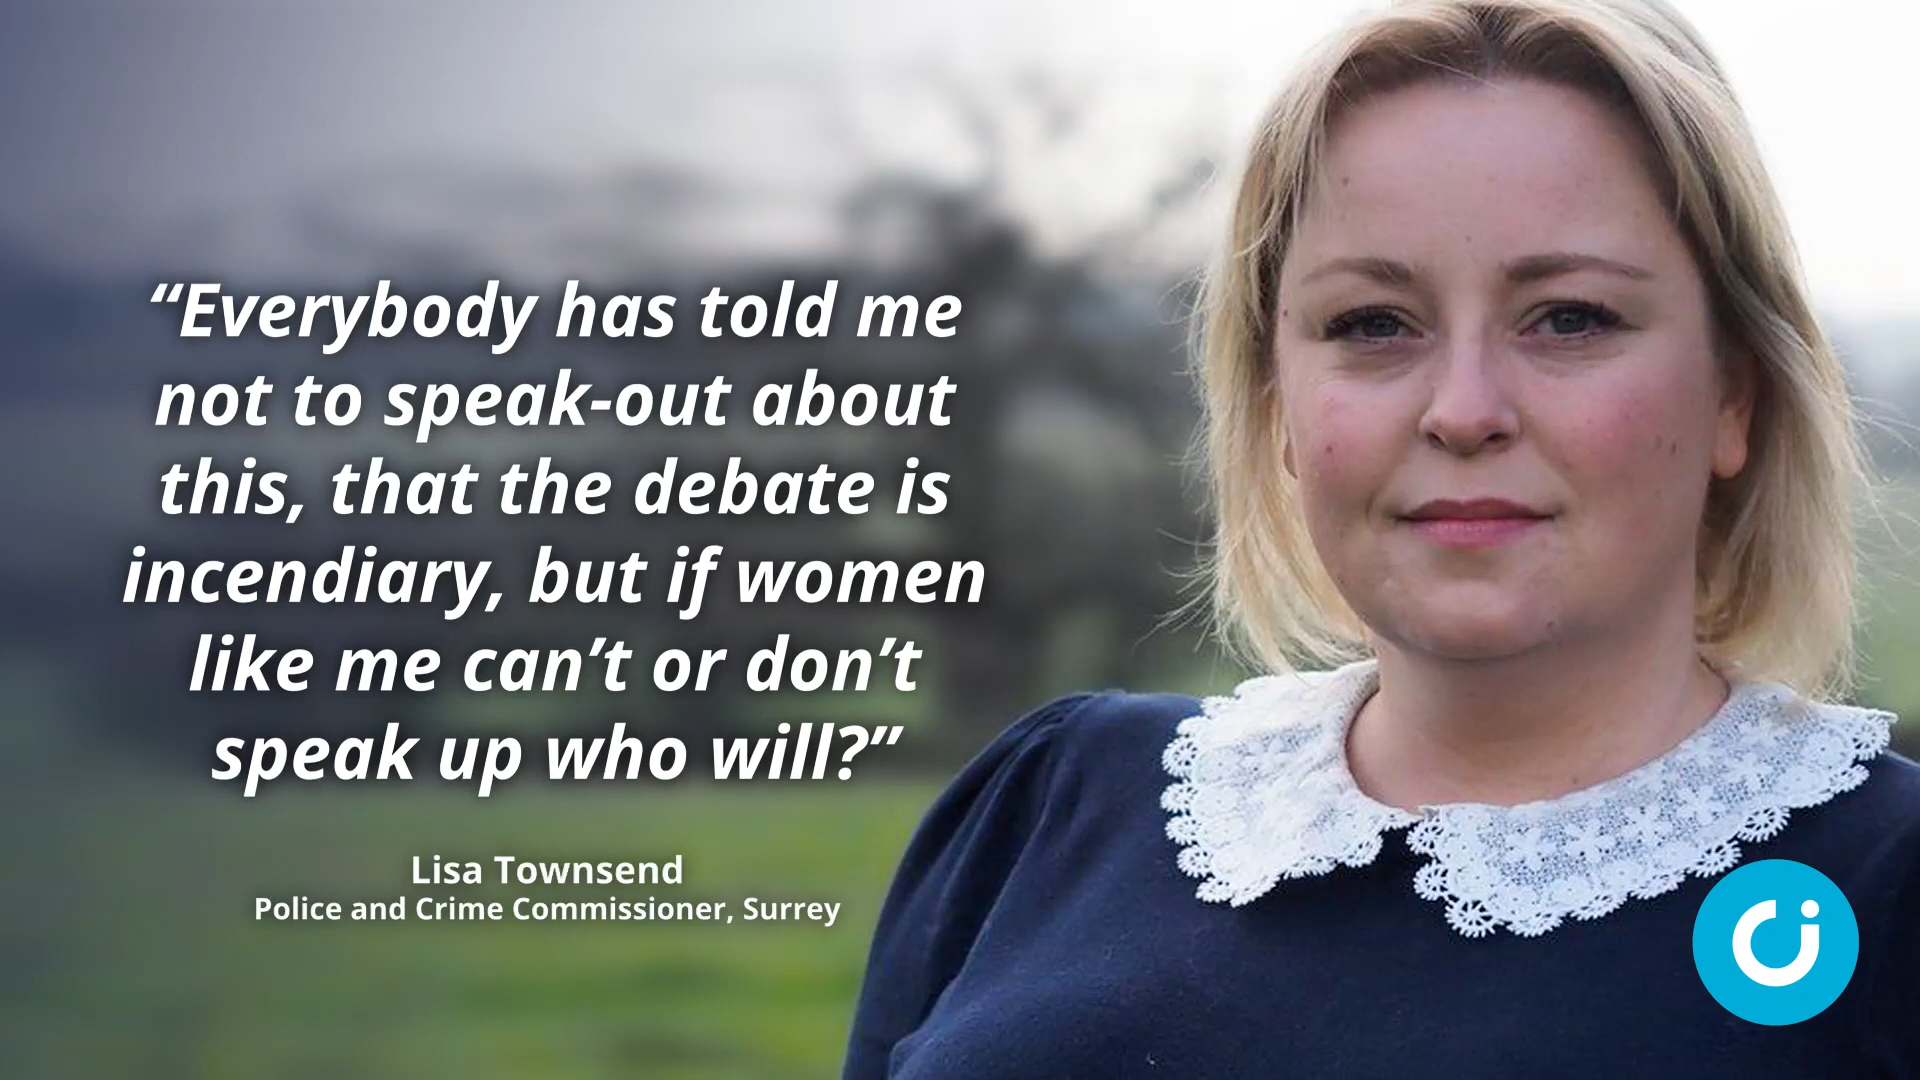 “Everybody has told me
not to speak-out about
this, that the debate is
incendiary, but if women
like me can’t or don’t
speak up who will?”
Lisa Townsend
Police and Crime Commissioner, Surrey